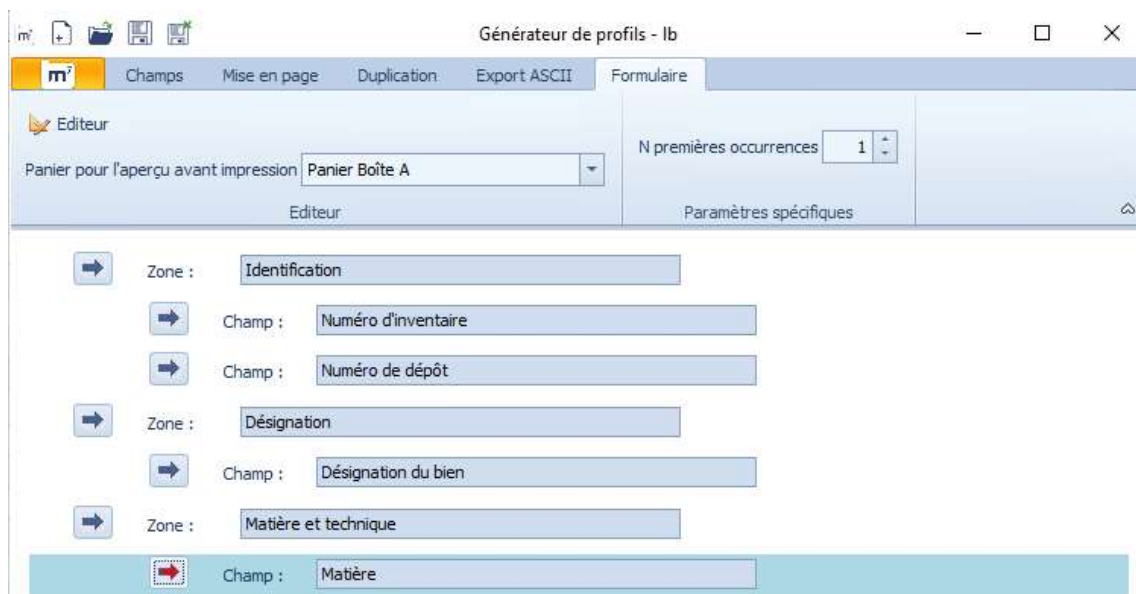 Générateur de profils - lb
Champs Mise en page Duplication Export ASCII Formulaire
Editeur
Panier pour l'aperçu avant impression Panier Boîte A
N premières occurrences 1
Editeur Paramètres spécifiques
Zone : Identification
Champ : Numéro d'inventaire
Champ : Numéro de dépôt
Zone : Désignation
Champ : Désignation du bien
Zone : Matière et technique
Champ : Matière